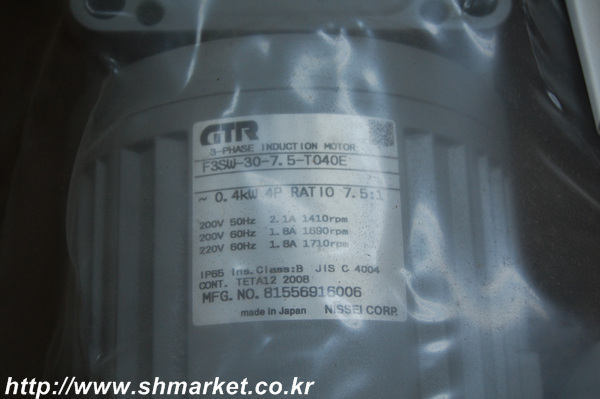 GTR
3-PHASE INDUCTION MOTOR
F3SW-30-7.5-T040E
~ 0.4kW 4P RATIO 7.5:1
200V 50Hz 2.1A 1410rpm
200V 60Hz 1.8A 1690rpm
220V 60Hz 1.8A 1710rpm
IP65 Ins.Class:B JIS C 4004
CONT. TETA12 2008
MFG.NO.81556916006
made in Japan NISSEI CORP.
http://www.shmarket.co.kr